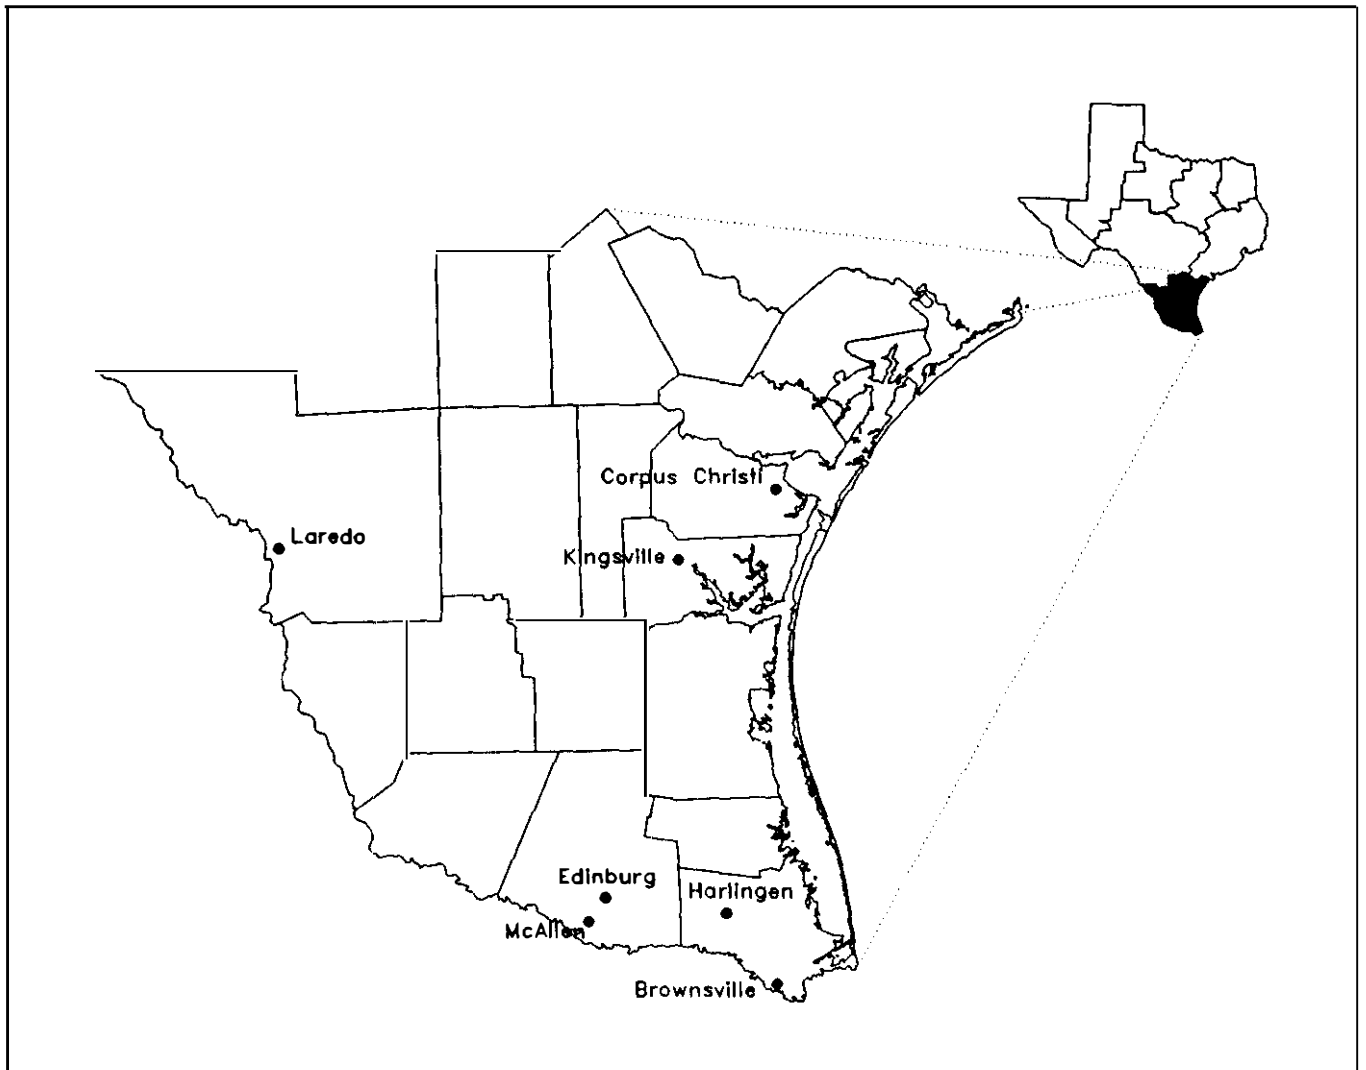 Corpus Christi
Laredo
Kingsville
Edinburg
Harlingen
McAllen
Brownsville